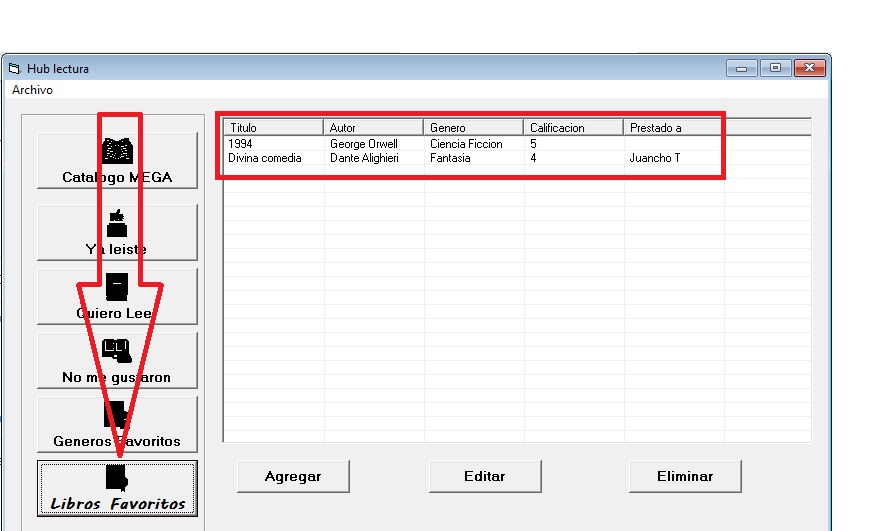 Hub lectura
Archivo
Catalogo MEGA
Ya leiste
Quiero Lee
No me gustaron
Generos Favoritos
Libros Favoritos
Titulo Autor Genero Calificacion Prestado a
1994 George Orwell Ciencia Ficcion 5
Divina comedia Dante Alighieri Fantasia 4 Juancho T
Agregar Editar Eliminar